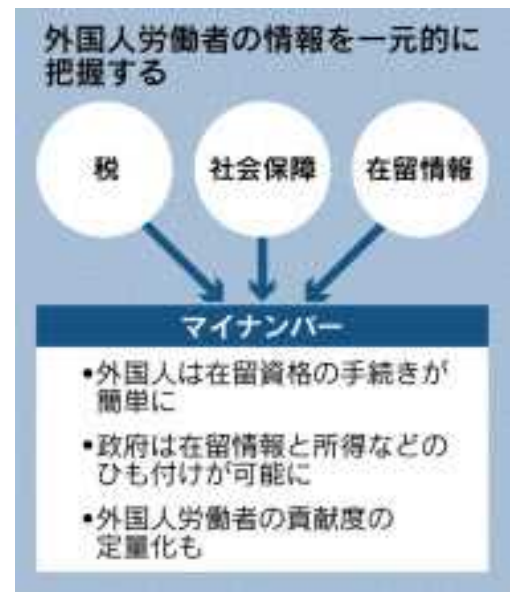 外国人労働者の情報を一元的に
把握する
税
社会保障
在留情報
マイナンバー
•外国人は在留資格の手続きが
簡単に
•政府は在留情報と所得などの
ひも付けが可能に
•外国人労働者の貢献度の
定量化も